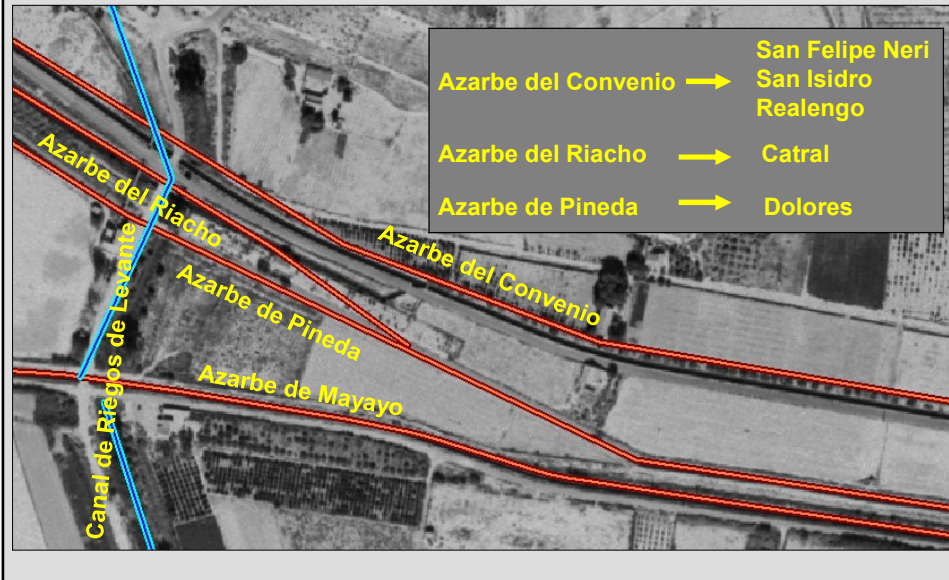 San Felipe Neri
Azarbe del Convenio
San Isidro
Realengo
Azarbe del Riacho
Catral
Azarbe de Pineda
Dolores
Azarbe del Riacho
Azarbe del Convenio
Azarbe de Pineda
Azarbe de Mayayo
Canal de Riegos de Levante